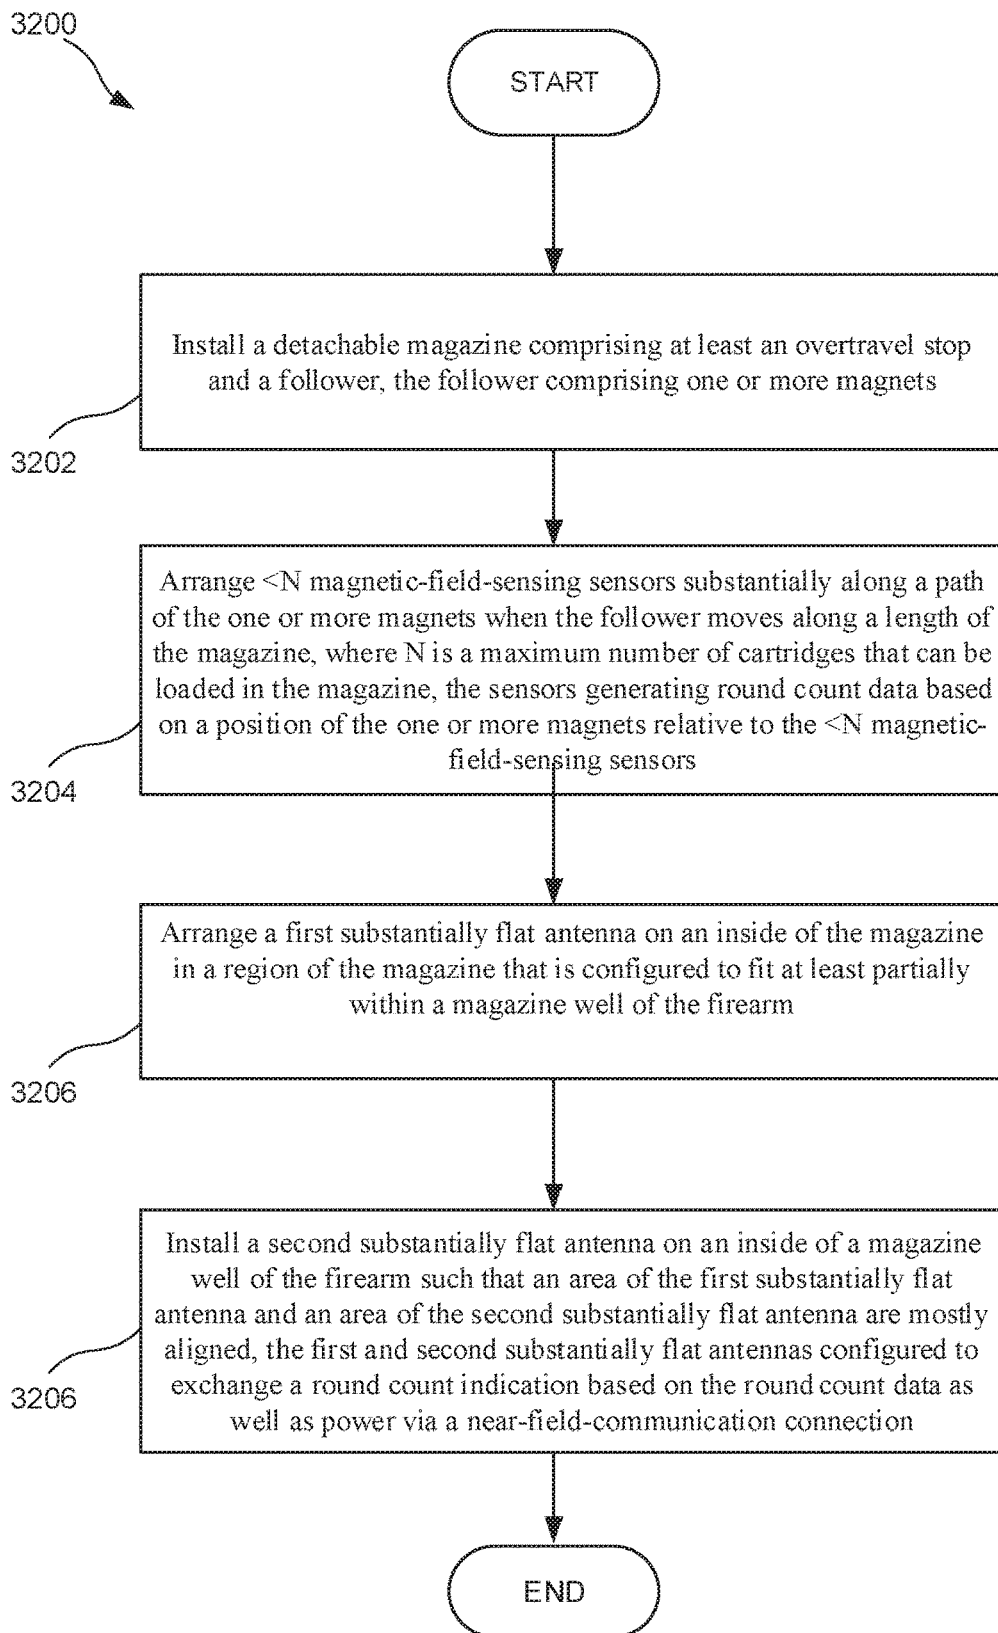 3200
START
Install a detachable magazine comprising at least an overtravel stop
and a follower, the follower comprising one or more magnets
3202
Arrange <N magnetic-field-sensing sensors substantially along a path
of the one or more magnets when the follower moves along a length of
the magazine, where N is a maximum number of cartridges that can be
loaded in the magazine, the sensors generating round count data based
on a position of the one or more magnets relative to the <N magnetic-
field-sensing sensors
3204
Arrange a first substantially flat antenna on an inside of the magazine
in a region of the magazine that is configured to fit at least partially
within a magazine well of the firearm
3206
Install a second substantially flat antenna on an inside of a magazine
well of the firearm such that an area of the first substantially flat
antenna and an area of the second substantially flat antenna are mostly
aligned, the first and second substantially flat antennas configured to
exchange a round count indication based on the round count data as
well as power via a near-field-communication connection
3206
END